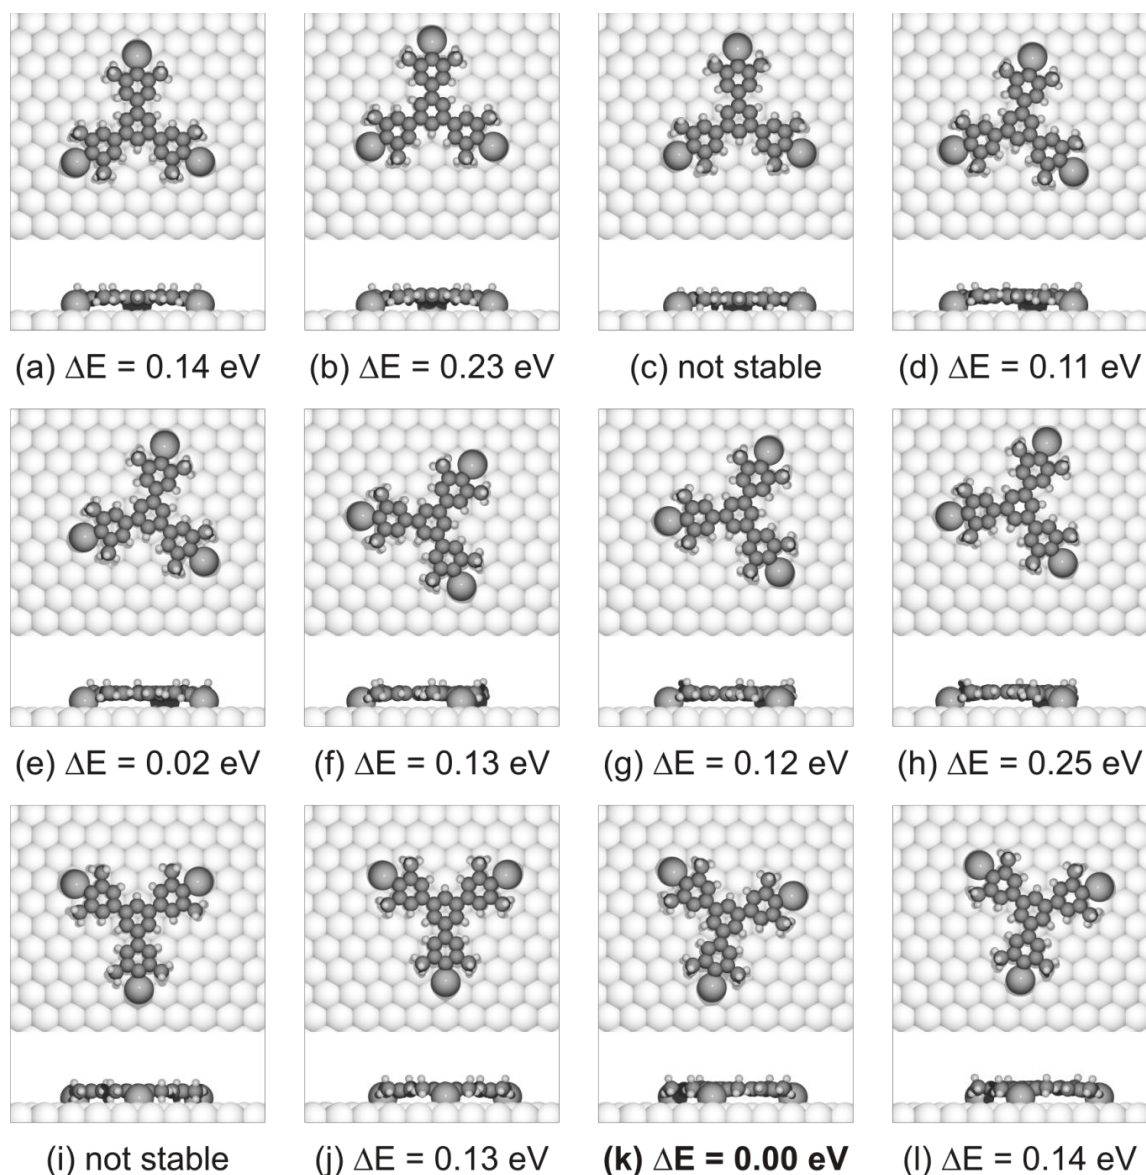 (a) ΔE = 0.14 eV (b) ΔE = 0.23 eV (c) not stable (d) ΔE = 0.11 eV
(e) ΔE = 0.02 eV (f) ΔE = 0.13 eV (g) ΔE = 0.12 eV (h) ΔE = 0.25 eV
(i) not stable (j) ΔE = 0.13 eV (k) ΔE = 0.00 eV (l) ΔE = 0.14 eV